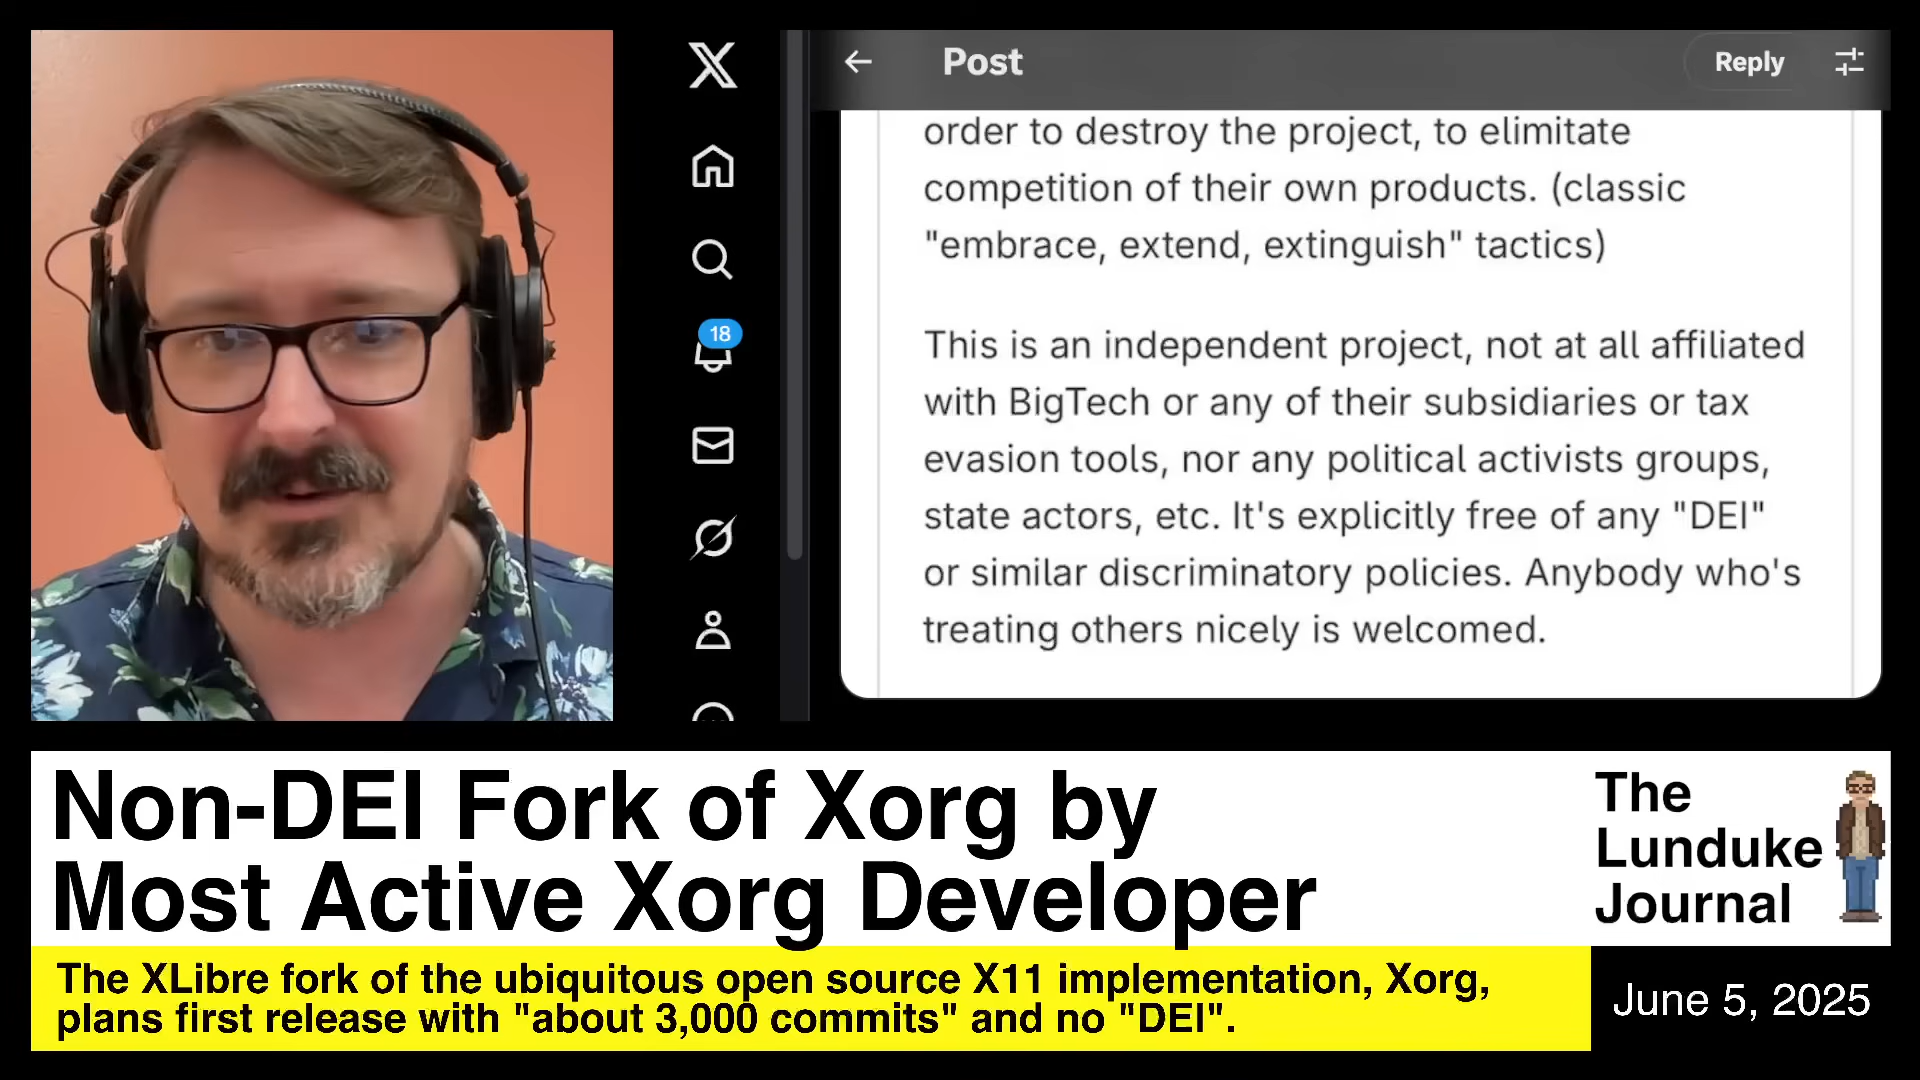 Post
Reply
18
order to destroy the project, to elimitate
competition of their own products. (classic
"embrace, extend, extinguish" tactics)
This is an independent project, not at all affiliated
with BigTech or any of their subsidiaries or tax
evasion tools, nor any political activists groups,
state actors, etc. It's explicitly free of any "DEI"
or similar discriminatory policies. Anybody who's
treating others nicely is welcomed.
Non-DEI Fork of Xorg by
Most Active Xorg Developer
The
Lunduke
Journal
The XLibre fork of the ubiquitous open source X11 implementation, Xorg,
plans first release with "about 3,000 commits" and no "DEI".
June 5, 2025